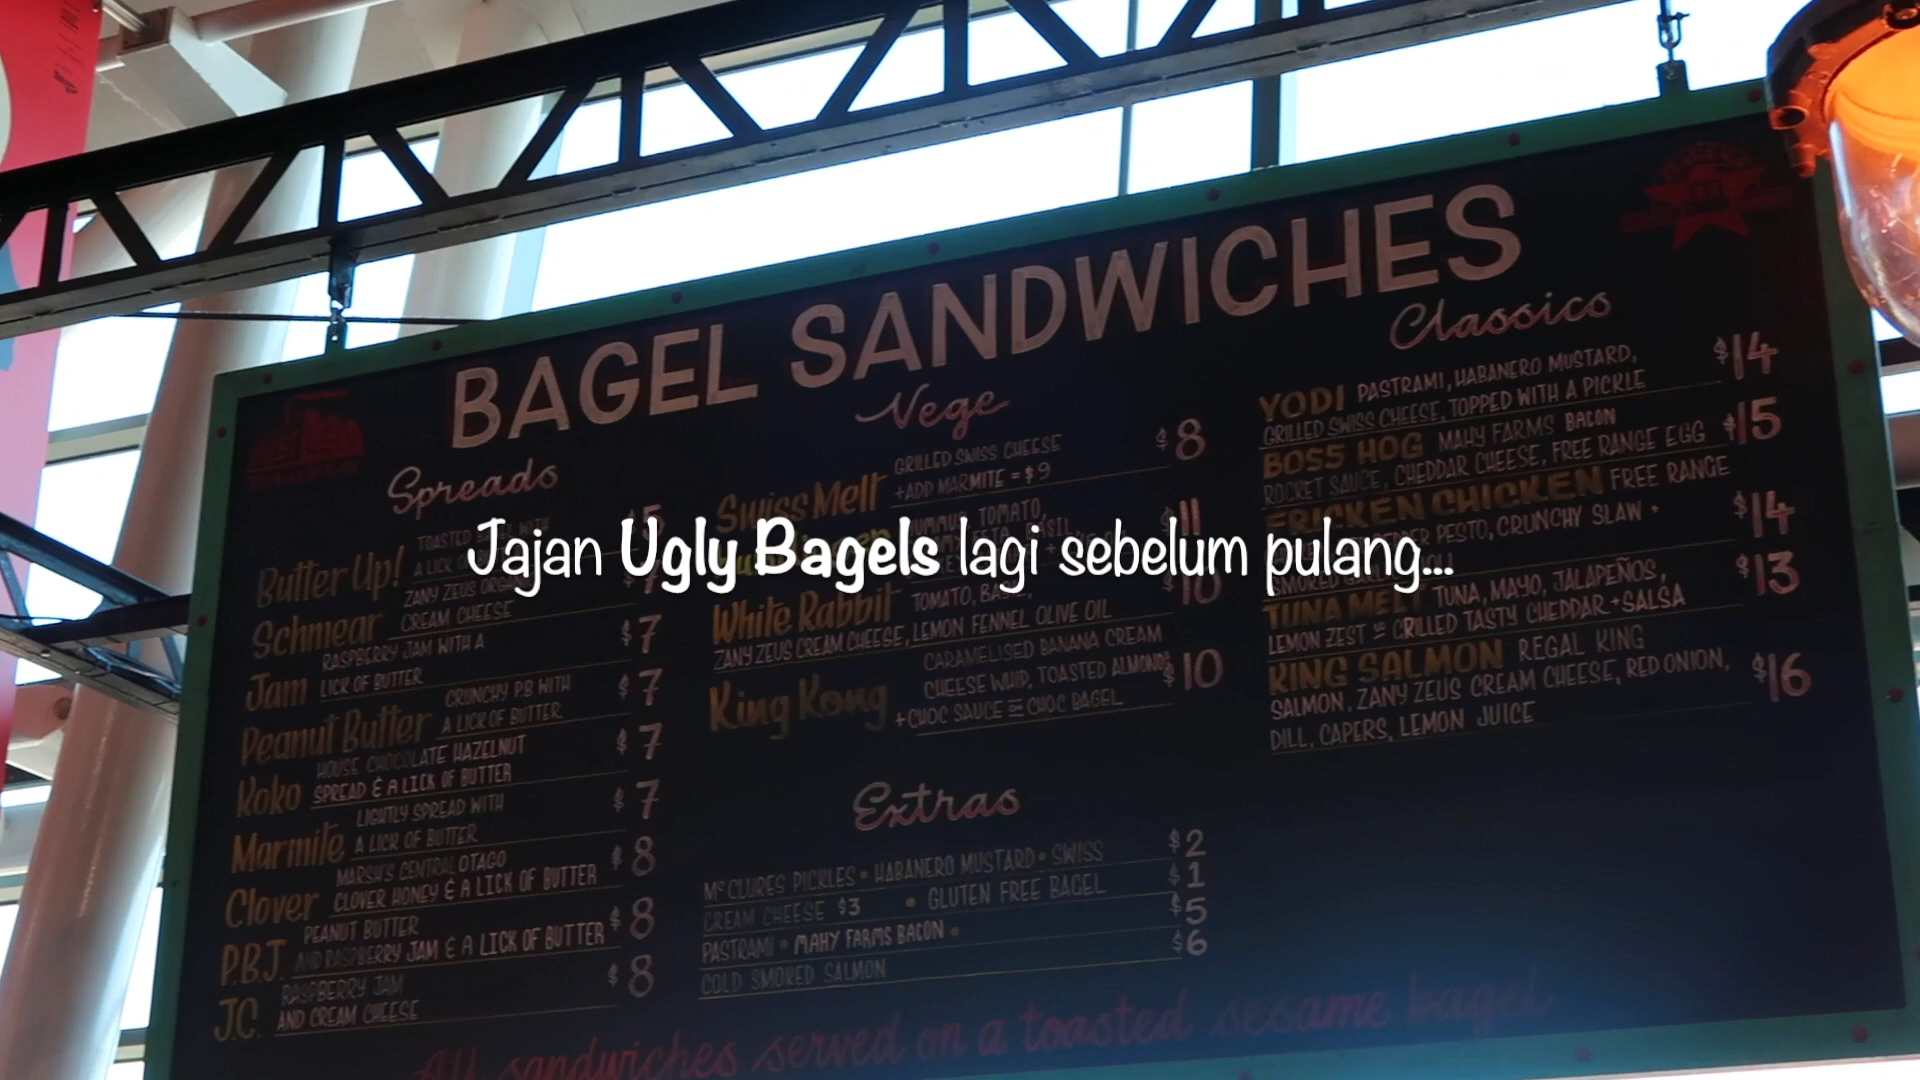 BAGEL SANDWICHES
Spreads
TOASTED
Butter Up! A LICK
$5
ZANY ZEUS
Schmear CREAM CHEESE
RASPBERRY JAM WITH A
$7
Jam LICK OF BUTTER
CRUNCHY PB WITH
$7
Peanut Butter A LICK OF BUTTER
HOUSE CHOCOLATE HAZELNUT
$7
Koko SPREAD & A LICK OF BUTTER
LIGHTLY SPREAD WITH
$7
Marmite A LICK OF BUTTER
MARSH'S CENTRAL OTAGO
$8
Clover CLOVER HONEY & A LICK OF BUTTER
PEANUT BUTTER
$8
P.B.J. AND RASPBERRY JAM & A LICK OF BUTTER
RASPBERRY JAM
$8
J.C. AND CREAM CHEESE
Vege
GRILLED SWISS CHEESE
$8
Swiss Melt +ADD MARMITE = $9
TOMATO,
$11
White Rabbit TOMATO,
10
ZANY ZEUS CREAM CHEESE, LEMON FENNEL OLIVE OIL
CARAMELISED BANANA CREAM
King Kong CHEESE WHIP, TOASTED ALMONDS
$10
+CHOC SAUCE ON CHOC BAGEL
Extras
McCLURES PICKLES • HABANERO MUSTARD • SWISS
$2
CREAM CHEESE $3 • GLUTEN FREE BAGEL
$1
PASTRAMI • MAHY FARMS BACON •
$5
COLD SMOKED SALMON
$6
Classics
YODI PASTRAMI, HABANERO MUSTARD,
$14
GRILLED SWISS CHEESE, TOPPED WITH A PICKLE
BOSS HOG MAHY FARMS BACON
$15
ROCKET SAUCE, CHEDDAR CHEESE, FREE RANGE EGG
FRICKEN CHICKEN FREE RANGE
PESTO, CRUNCHY SLAW +
$14
TUNA MELT TUNA, MAYO, JALAPEÑOS,
$13
LEMON ZEST GRILLED TASTY CHEDDAR + SALSA
KING SALMON REGAL KING
SALMON, ZANY ZEUS CREAM CHEESE, RED ONION,
$16
DILL, CAPERS, LEMON JUICE
All sandwiches served on a toasted sesame bagel
Jajan Ugly Bagels lagi sebelum pulang...